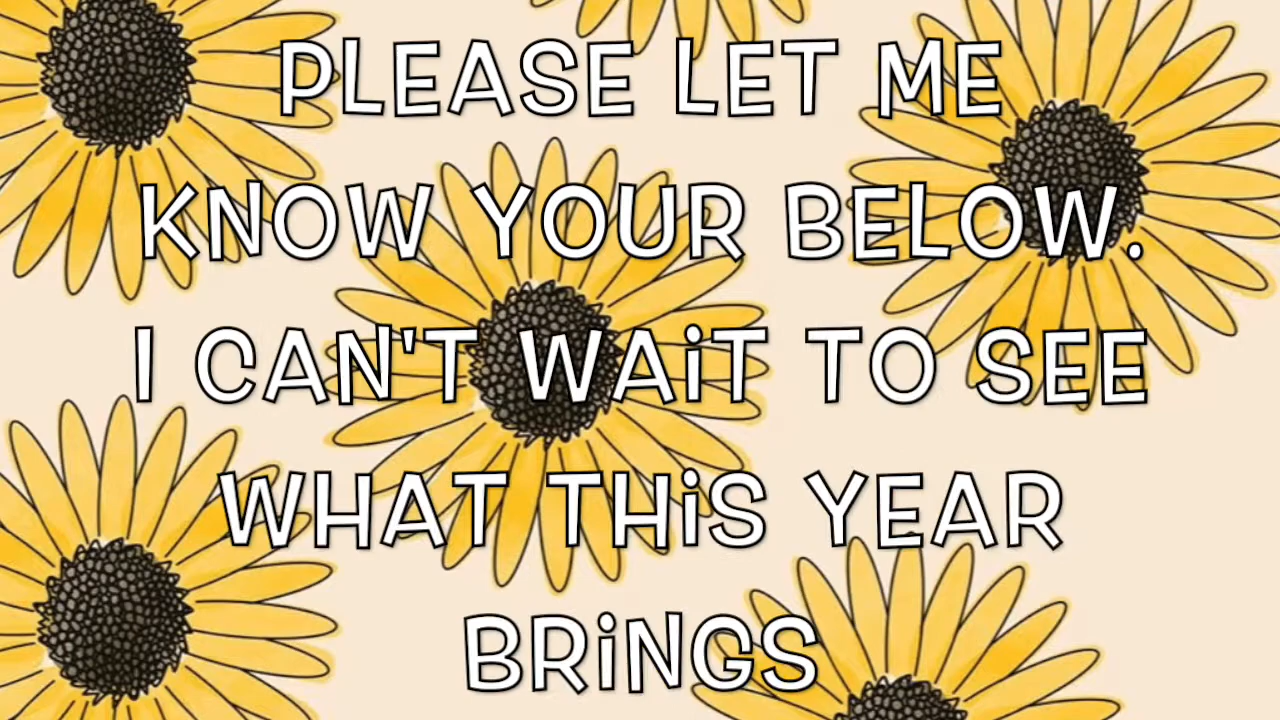 PLEASE LET ME
KNOW YOUR BELOW.
I CAN'T WAiT TO SEE
WHAT THiS YEAR
BRiNGS